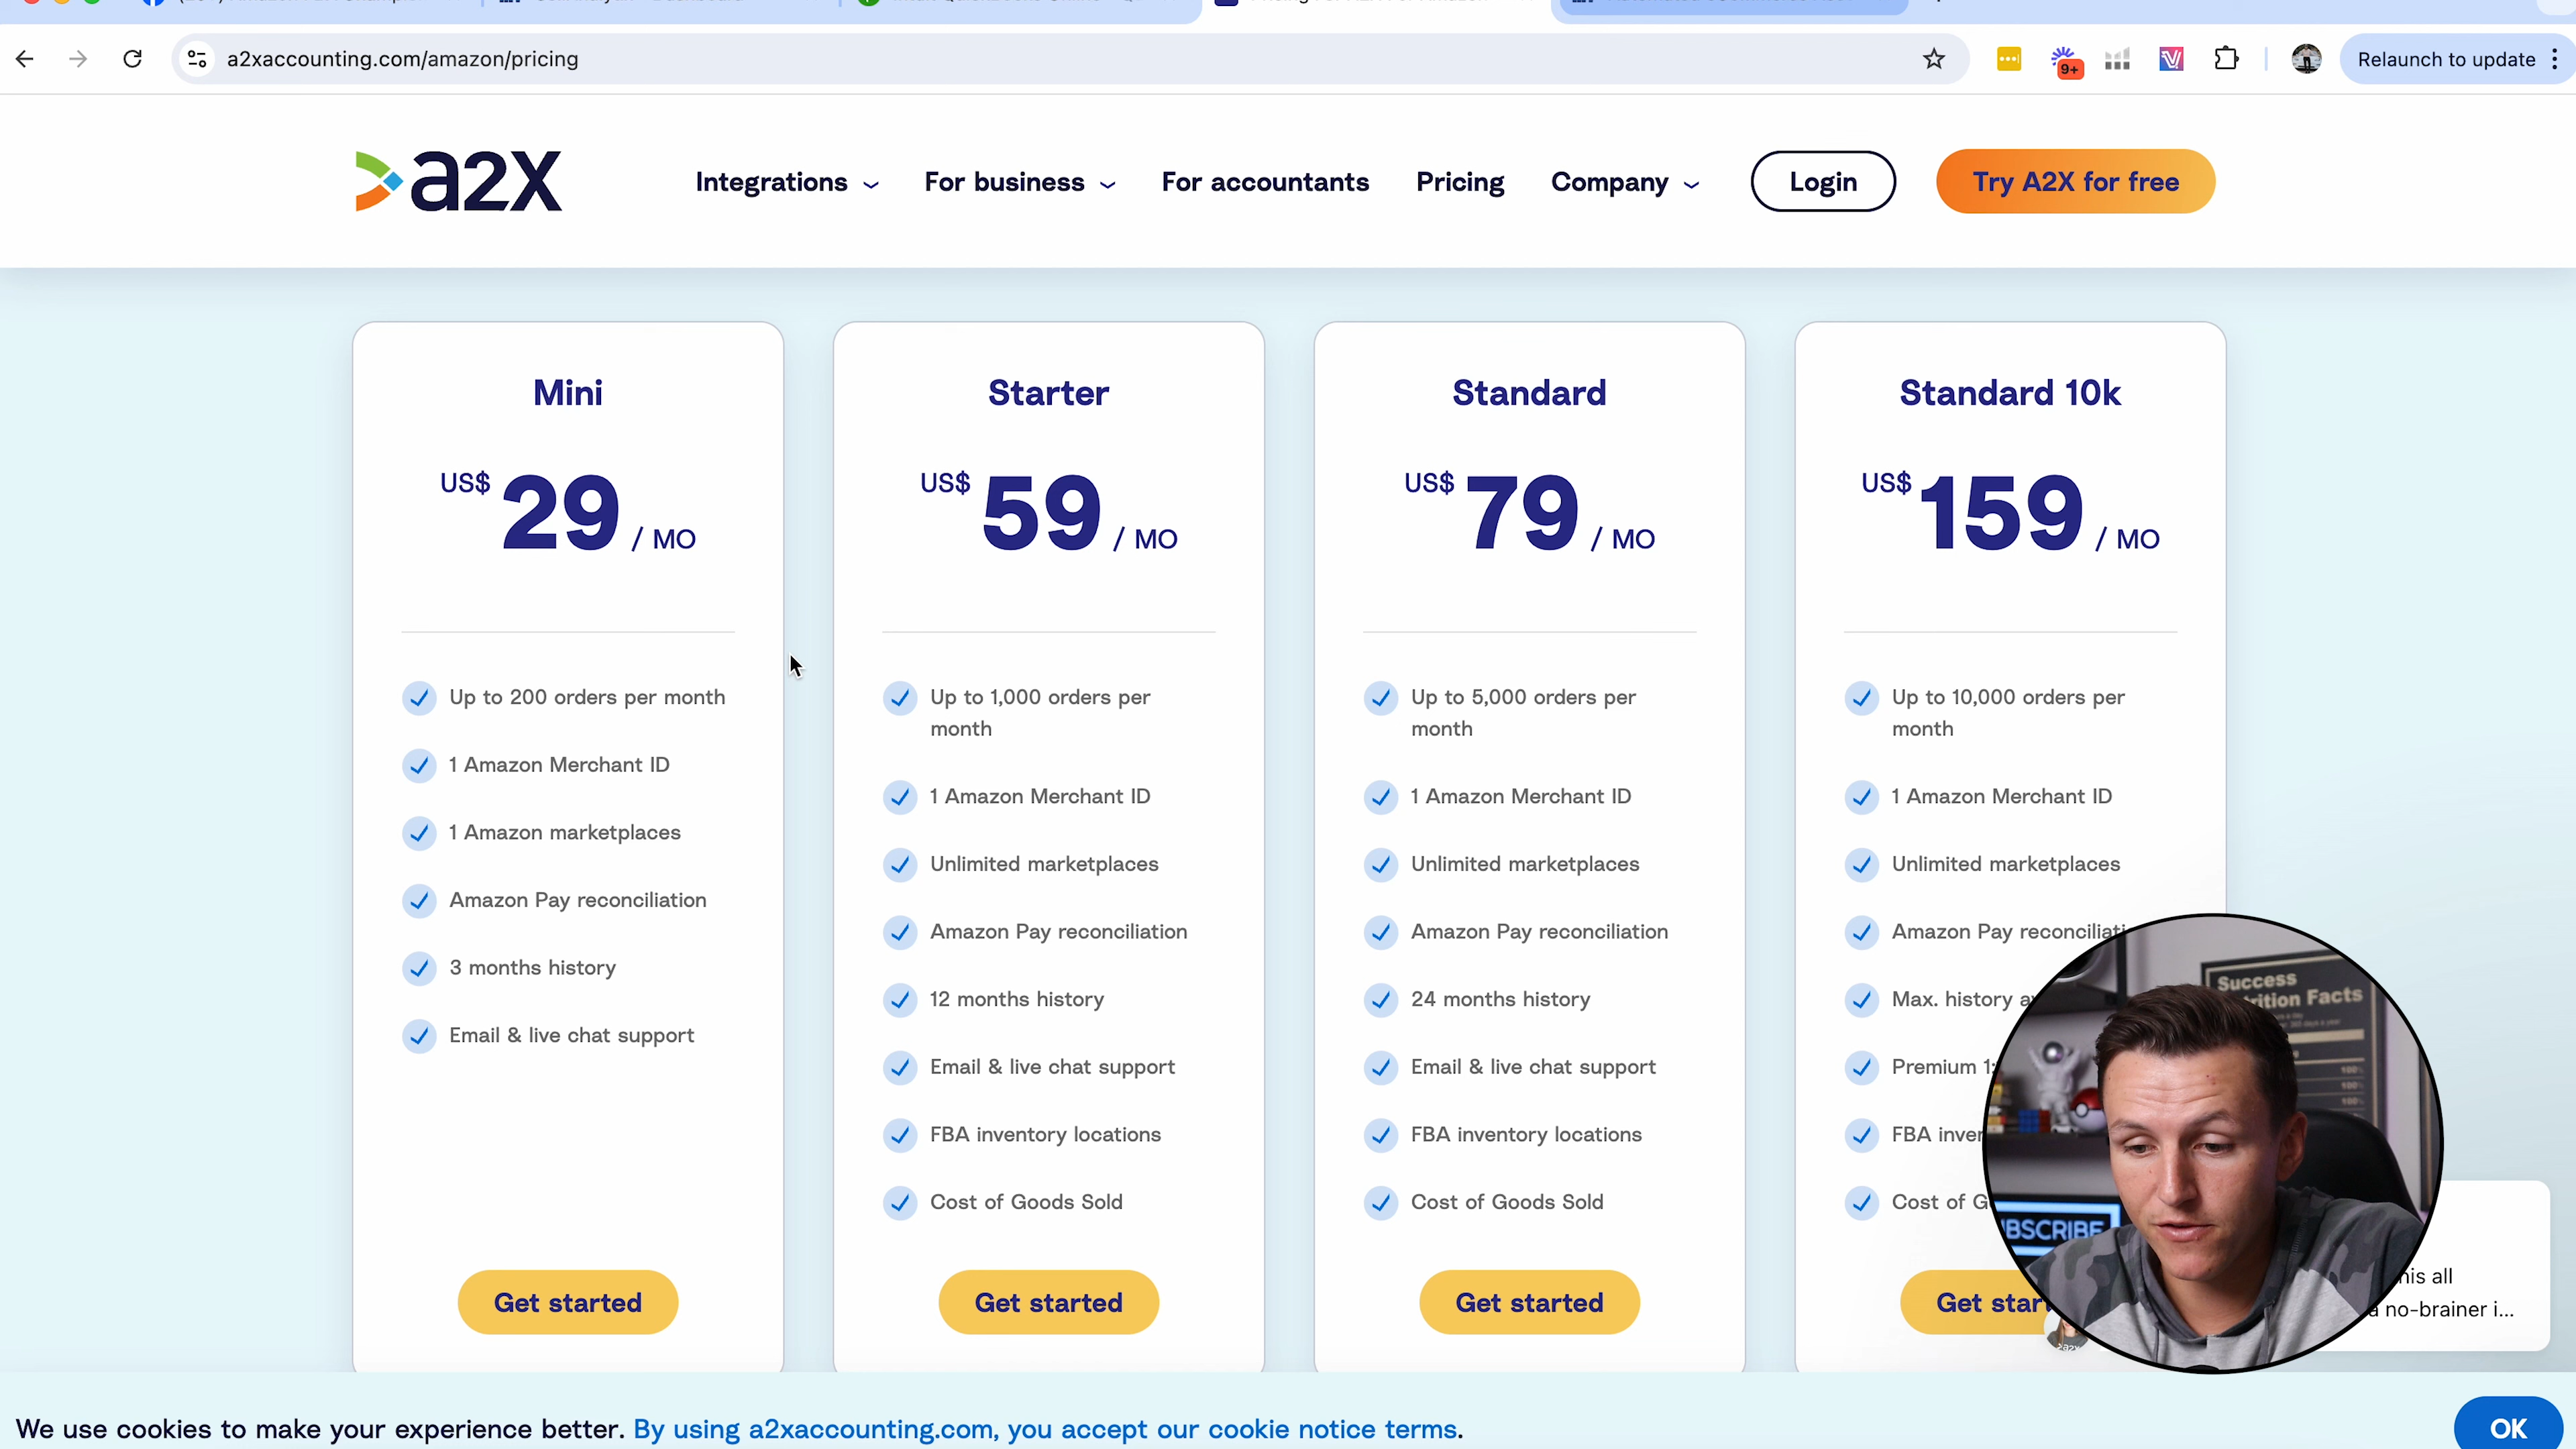 a2xaccounting.com/amazon/pricing
9+
Relaunch to update
a2X
Integrations
For business
For accountants
Pricing
Company
Login
Try A2X for free
Mini
US$ 29 / MO
Up to 200 orders per month
1 Amazon Merchant ID
1 Amazon marketplaces
Amazon Pay reconciliation
3 months history
Email & live chat support
Get started
Starter
US$ 59 / MO
Up to 1,000 orders per
month
1 Amazon Merchant ID
Unlimited marketplaces
Amazon Pay reconciliation
12 months history
Email & live chat support
FBA inventory locations
Cost of Goods Sold
Get started
Standard
US$ 79 / MO
Up to 5,000 orders per
month
1 Amazon Merchant ID
Unlimited marketplaces
Amazon Pay reconciliation
24 months history
Email & live chat support
FBA inventory locations
Cost of Goods Sold
Get started
Standard 10k
US$ 159 / MO
Up to 10,000 orders per
month
1 Amazon Merchant ID
Unlimited marketplaces
Amazon Pay
Max. history
Premium
FBA
Cost of
Get
Success
Facts
all
a no-brainer i...
We use cookies to make your experience better. By using a2xaccounting.com, you accept our cookie notice terms.
OK